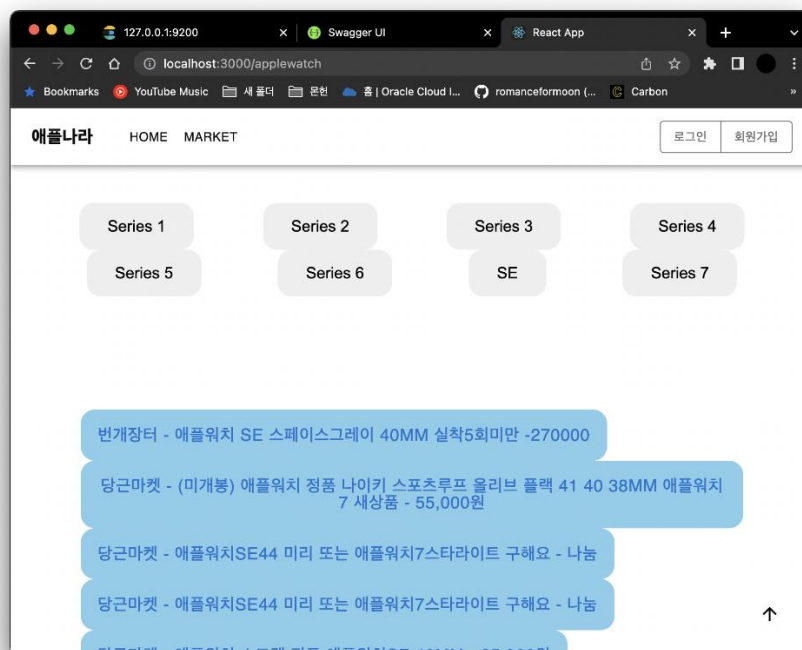 127.0.0.1:9200
Swagger UI
React App
localhost:3000/applewatch
Bookmarks YouTube Music 새 폴더 문헌 홈 | Oracle Cloud I... romanceformoon (... Carbon »
애플나라 HOME MARKET 로그인 회원가입
Series 1 Series 2 Series 3 Series 4
Series 5 Series 6 SE Series 7
번개장터 - 애플워치 SE 스페이스그레이 40MM 실착5회미만 -270000
당근마켓 - (미개봉) 애플워치 정품 나이키 스포츠루프 올리브 플랙 41 40 38MM 애플워치
7 새상품 - 55,000원
당근마켓 - 애플워치SE44 미리 또는 애플워치7스타라이트 구해요 - 나눔
당근마켓 - 애플워치SE44 미리 또는 애플워치7스타라이트 구해요 - 나눔